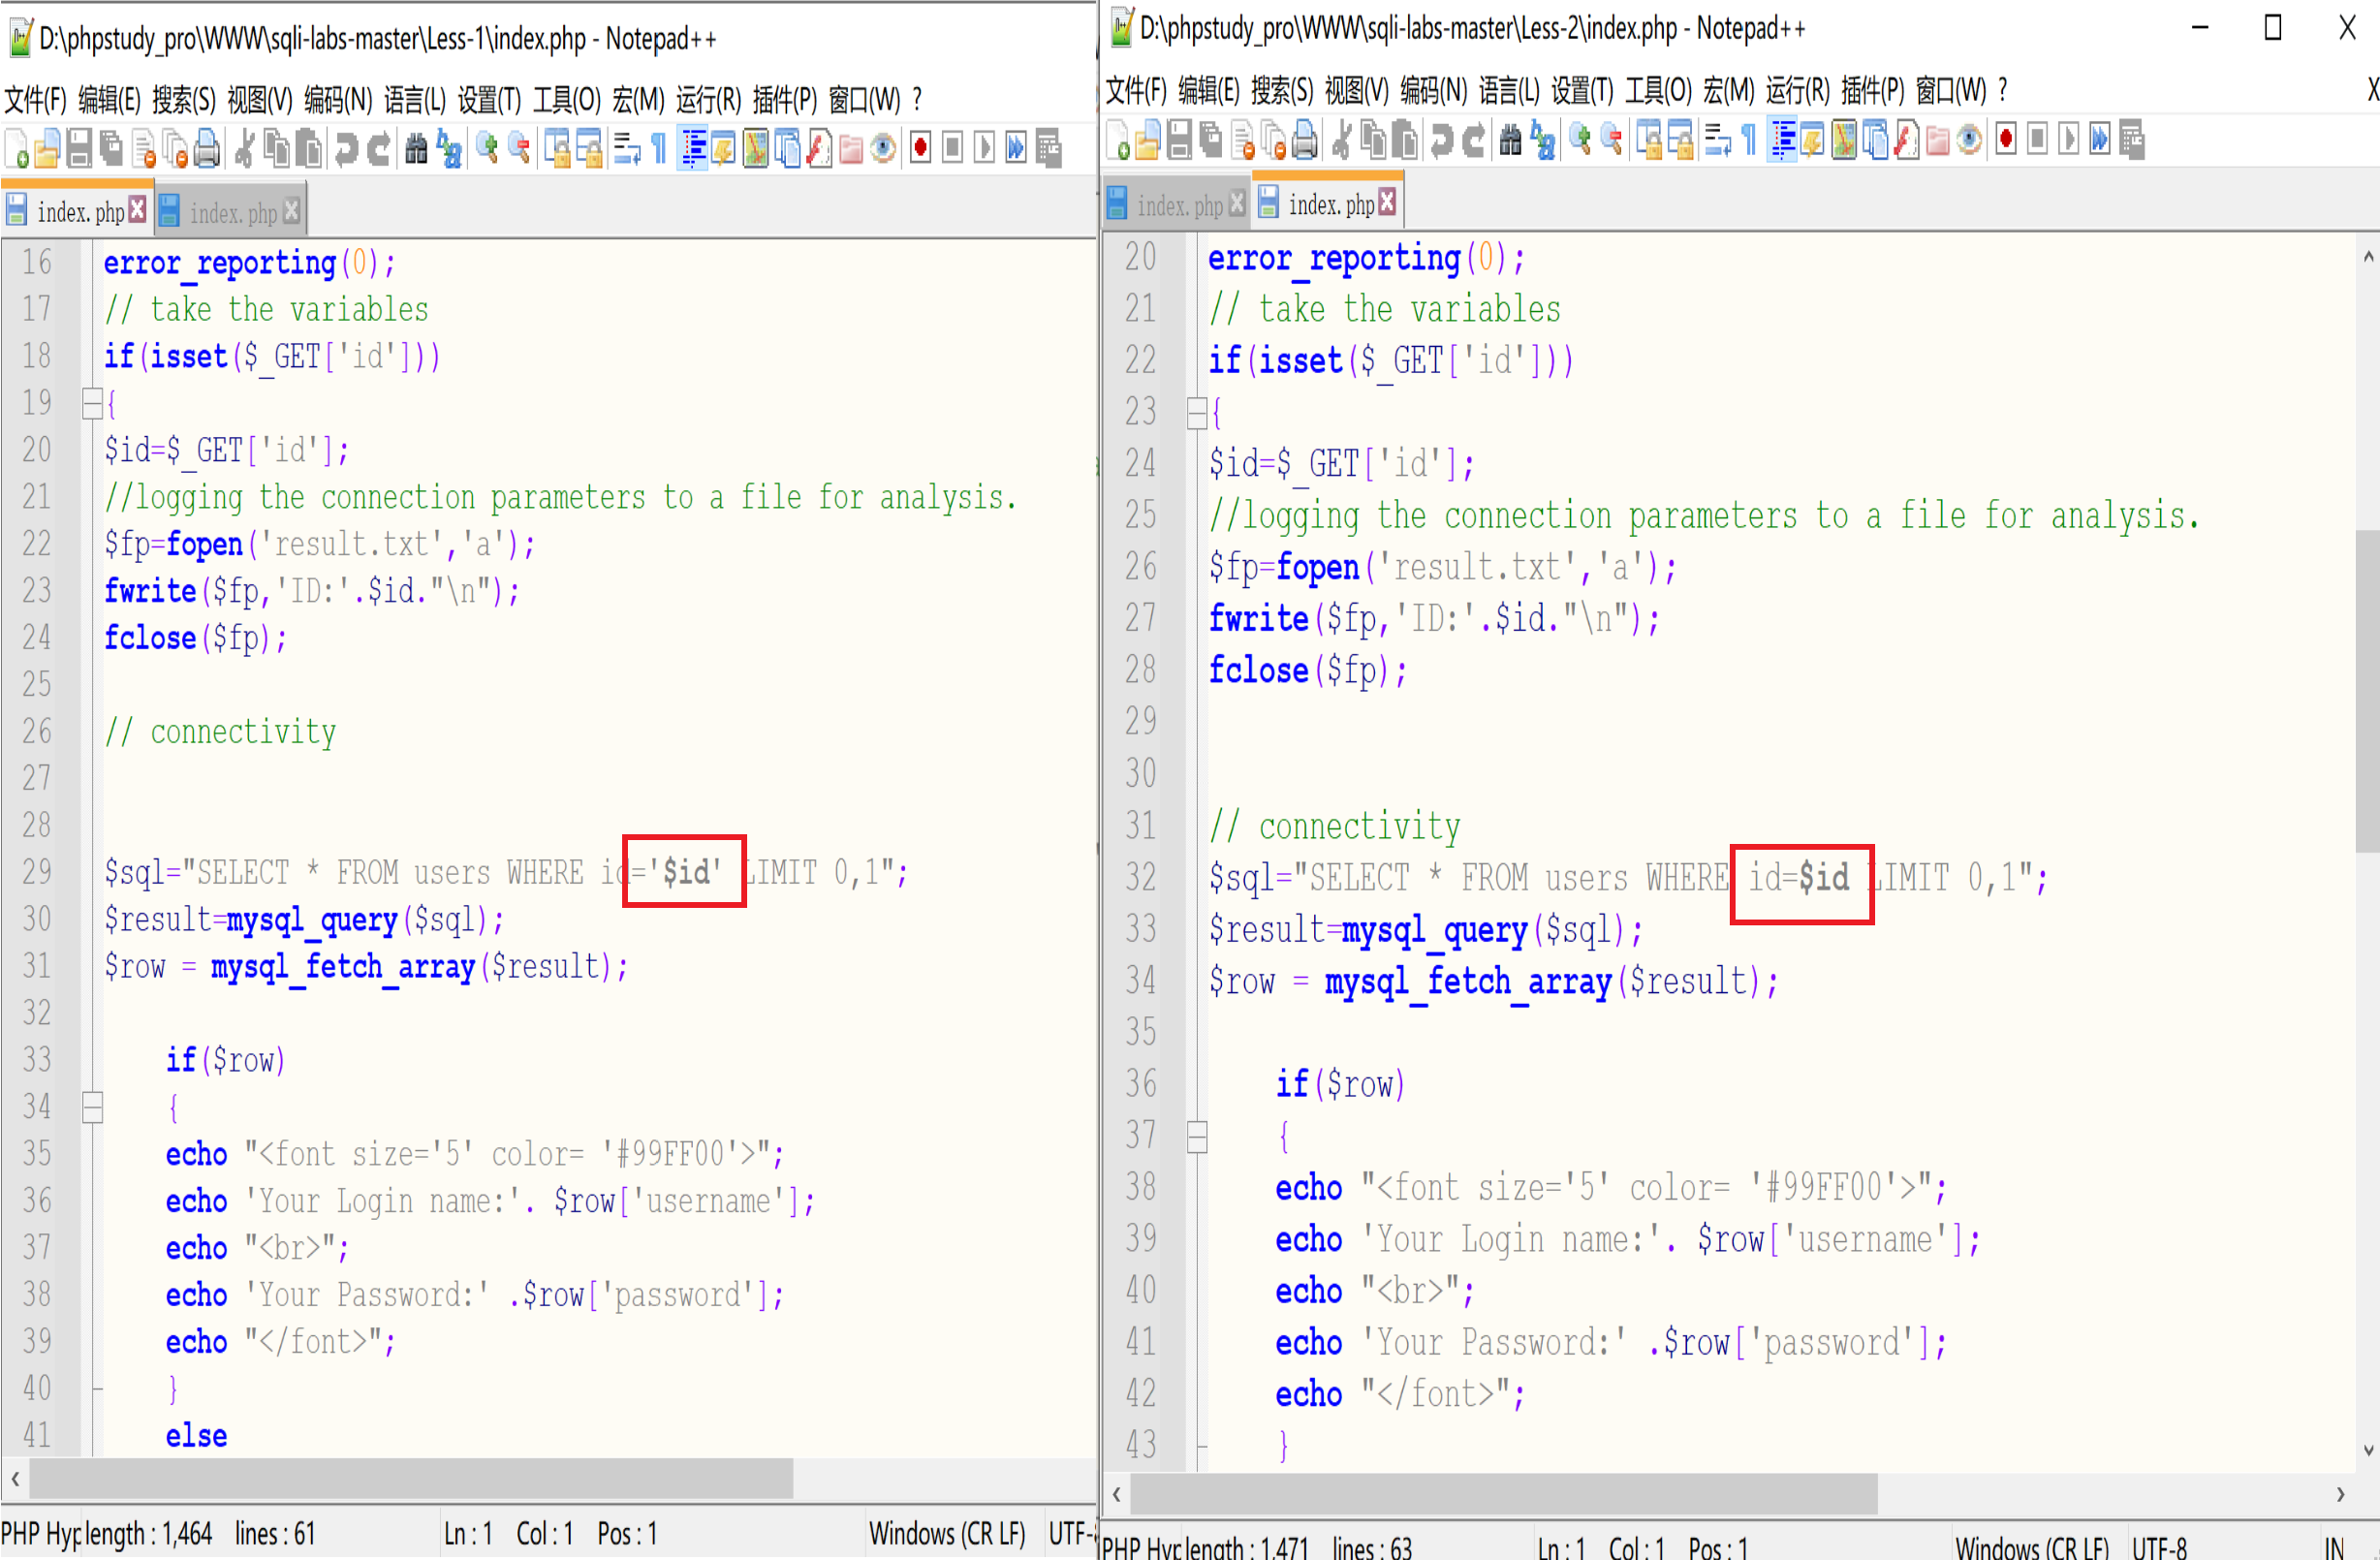 D:\phpstudy_pro\WWW\sqli-labs-master\Less-1\index.php - Notepad++
文件(F) 编辑(E) 搜索(S) 视图(V) 编码(N) 语言(L) 设置(T) 工具(O) 宏(M) 运行(R) 插件(P) 窗口(W) ?
index.php index.php
16 error_reporting(0);
17 // take the variables
18 if(isset($_GET['id']))
19 {
20 $id=$_GET['id'];
21 //logging the connection parameters to a file for analysis.
22 $fp=fopen('result.txt','a');
23 fwrite($fp,'ID:'.$id."\n");
24 fclose($fp);
25
26 // connectivity
27
28
29 $sql="SELECT * FROM users WHERE id='$id' LIMIT 0,1";
30 $result=mysql_query($sql);
31 $row = mysql_fetch_array($result);
32
33 if($row)
34 {
35 echo "<font size='5' color= '#99FF00'>";
36 echo 'Your Login name:'. $row['username'];
37 echo "<br>";
38 echo 'Your Password:' .$row['password'];
39 echo "</font>";
40 }
41 else
PHP Hyp length : 1,464 lines : 61 Ln : 1 Col : 1 Pos : 1 Windows (CR LF) UTF-8
D:\phpstudy_pro\WWW\sqli-labs-master\Less-2\index.php - Notepad++
文件(F) 编辑(E) 搜索(S) 视图(V) 编码(N) 语言(L) 设置(T) 工具(O) 宏(M) 运行(R) 插件(P) 窗口(W) ? X
index.php index.php
20 error_reporting(0);
21 // take the variables
22 if(isset($_GET['id']))
23 {
24 $id=$_GET['id'];
25 //logging the connection parameters to a file for analysis.
26 $fp=fopen('result.txt','a');
27 fwrite($fp,'ID:'.$id."\n");
28 fclose($fp);
29
30
31 // connectivity
32 $sql="SELECT * FROM users WHERE id=$id LIMIT 0,1";
33 $result=mysql_query($sql);
34 $row = mysql_fetch_array($result);
35
36 if($row)
37 {
38 echo "<font size='5' color= '#99FF00'>";
39 echo 'Your Login name:'. $row['username'];
40 echo "<br>";
41 echo 'Your Password:' .$row['password'];
42 echo "</font>";
43 }
PHP Hyp length : 1,471 lines : 63 Ln : 1 Col : 1 Pos : 1 Windows (CR LF) UTF-8 IN